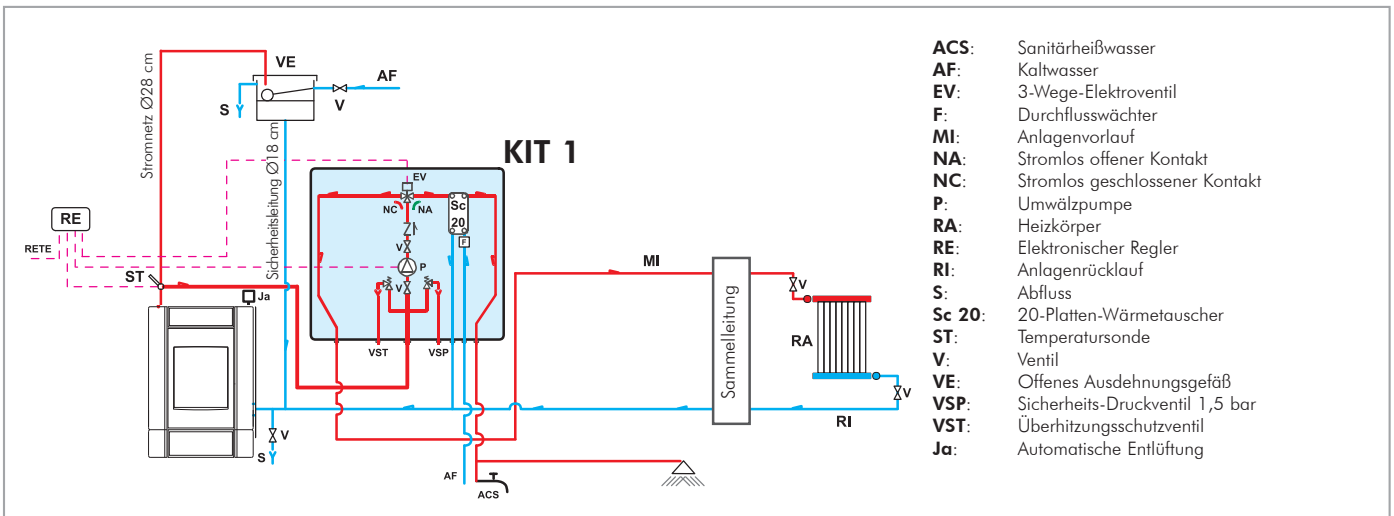 VE
AF
S
V
Stromnetz Ø28 cm
Sicherheitsleitung Ø18 cm
KIT 1
EV
NC
NA
Sc
20
F
V
P
V
RE
RETE
ST
Ja
VST
VSP
MI
Sammelleitung
V
RA
V
RI
V
S
AF
ACS
ACS: Sanitärheißwasser
AF: Kaltwasser
EV: 3-Wege-Elektroventil
F: Durchflusswächter
MI: Anlagenvorlauf
NA: Stromlos offener Kontakt
NC: Stromlos geschlossener Kontakt
P: Umwälzpumpe
RA: Heizkörper
RE: Elektronischer Regler
RI: Anlagenrücklauf
S: Abfluss
Sc 20: 20-Platten-Wärmetauscher
ST: Temperatursonde
V: Ventil
VE: Offenes Ausdehnungsgefäß
VSP: Sicherheits-Druckventil 1,5 bar
VST: Überhitzungsschutzventil
Ja: Automatische Entlüftung